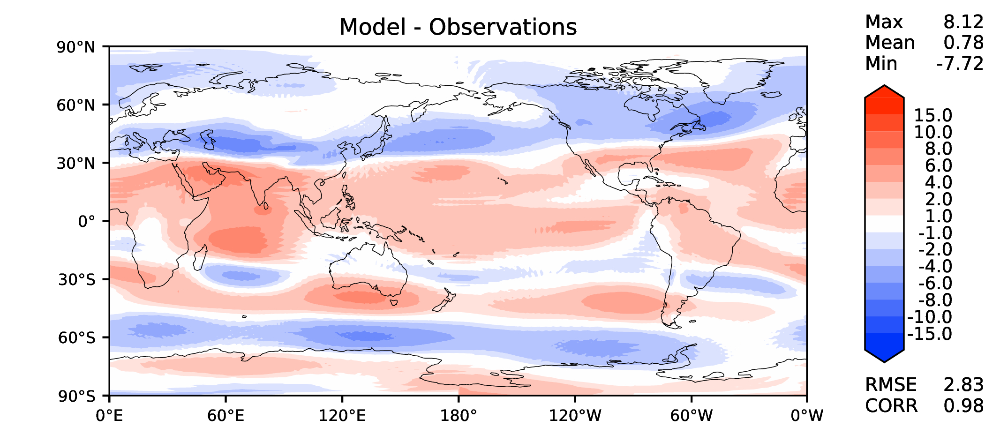 Model - Observations
Max 8.12
Mean 0.78
Min -7.72
90°N
60°N
30°N
0°
30°S
60°S
90°S
0°E 60°E 120°E 180° 120°W 60°W 0°W
15.0
10.0
8.0
6.0
4.0
2.0
1.0
-1.0
-2.0
-4.0
-6.0
-8.0
-10.0
-15.0
RMSE 2.83
CORR 0.98